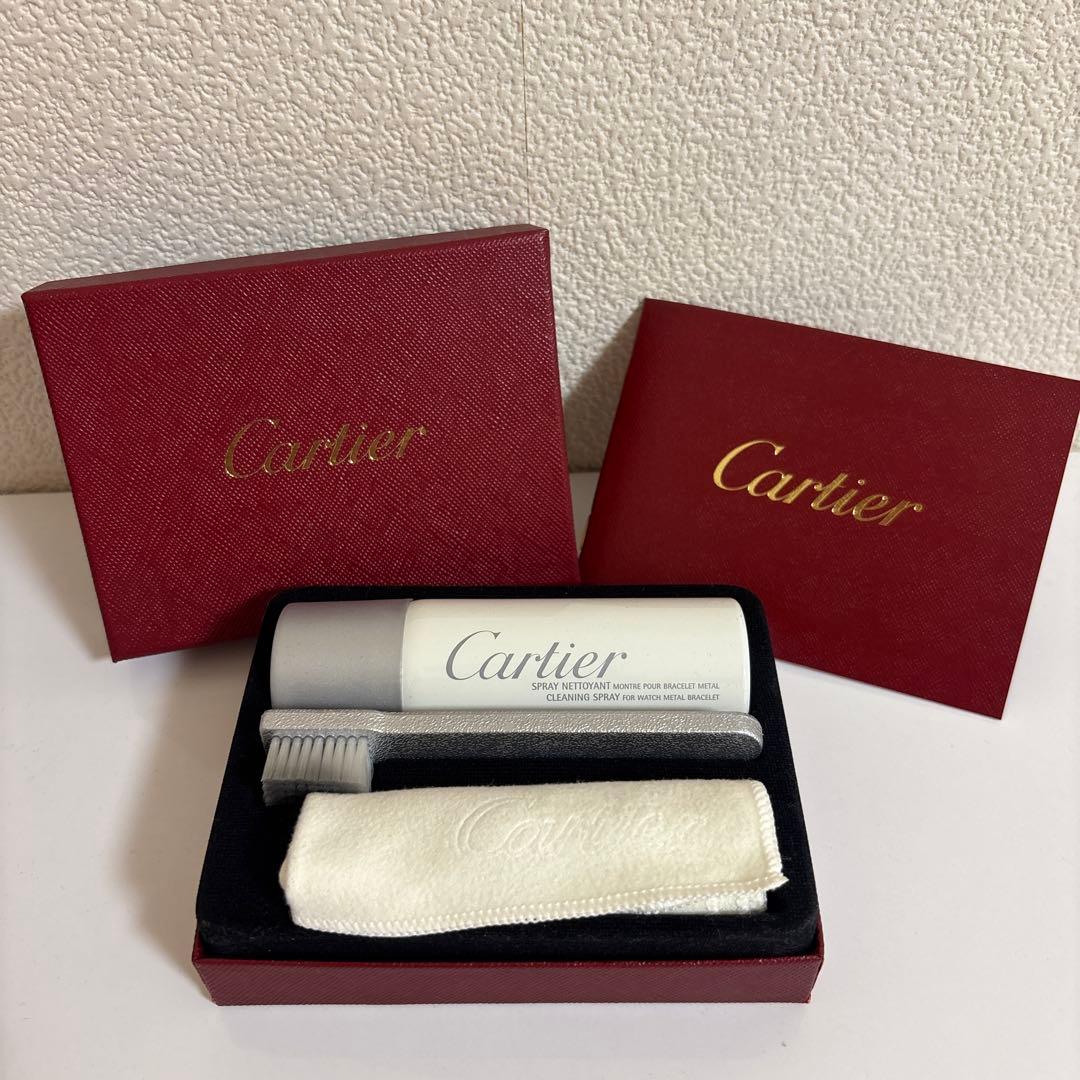 Cartier
Cartier
Cartier
SPRAY NETTOYANT MONTRE POUR BRACELET METAL
CLEANING SPRAY FOR WATCH METAL BRACELET
Cartier